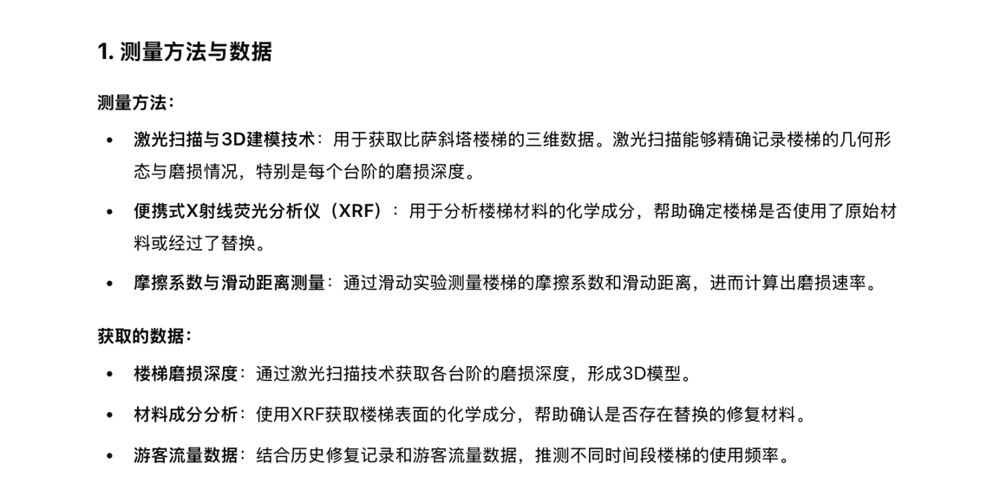 1. 测量方法与数据
测量方法：
• 激光扫描与3D建模技术：用于获取比萨斜塔楼梯的三维数据。激光扫描能够精确记录楼梯的几何形
态与磨损情况，特别是每个台阶的磨损深度。
• 便携式X射线荧光分析仪（XRF）：用于分析楼梯材料的化学成分，帮助确定楼梯是否使用了原始材
料或经过了替换。
• 摩擦系数与滑动距离测量：通过滑动实验测量楼梯的摩擦系数和滑动距离，进而计算出磨损速率。
获取的数据：
• 楼梯磨损深度：通过激光扫描技术获取各台阶的磨损深度，形成3D模型。
• 材料成分分析：使用XRF获取楼梯表面的化学成分，帮助确认是否存在替换的修复材料。
• 游客流量数据：结合历史修复记录和游客流量数据，推测不同时间段楼梯的使用频率。